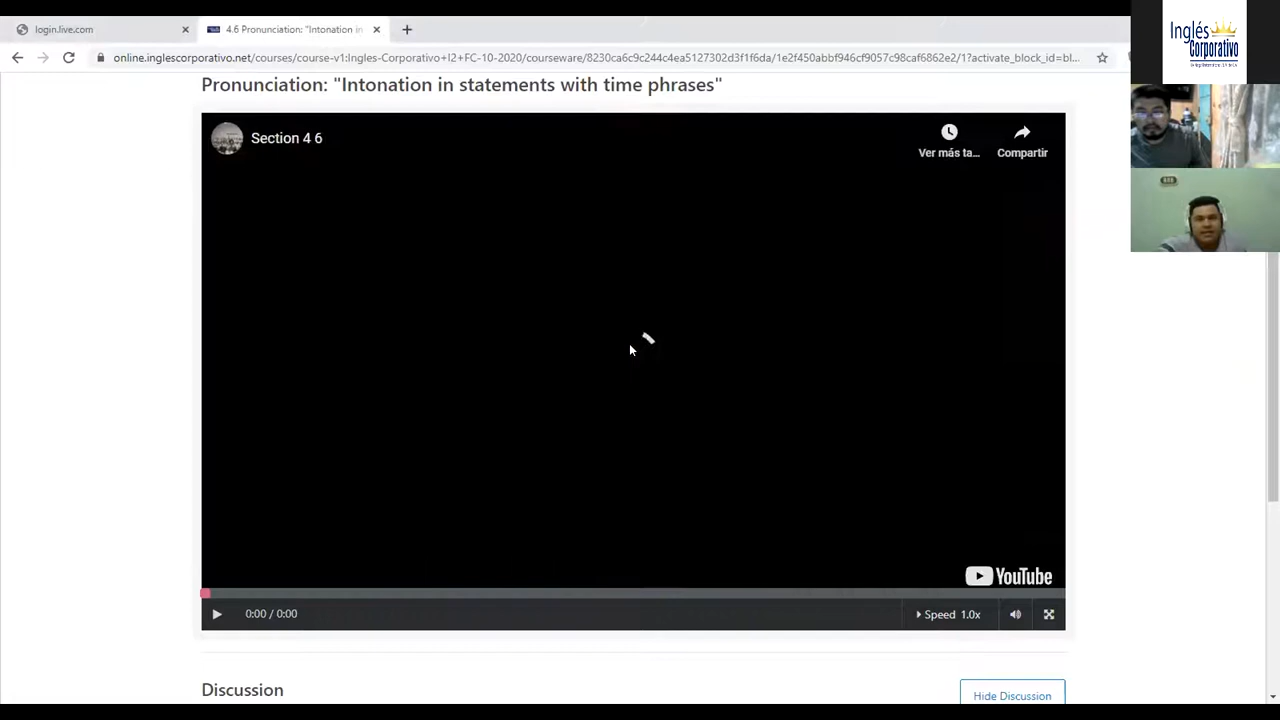 login.live.com
4.6 Pronunciation: "Intonation in
online.inglescorporativo.net/courses/course-v1:Ingles-Corporativo+I2+FC-10-2020/courseware/8230ca6c9c244c4ea5127302d3f1f6da/1e2f450abbf946cf9057c98caf6862e2/1?activate_block_id=bl...
Inglés
Corporativo
Pronunciation: "Intonation in statements with time phrases"
Section 4 6
Ver más ta...
Compartir
YouTube
0:00 / 0:00
Speed 1.0x
Discussion
Hide Discussion